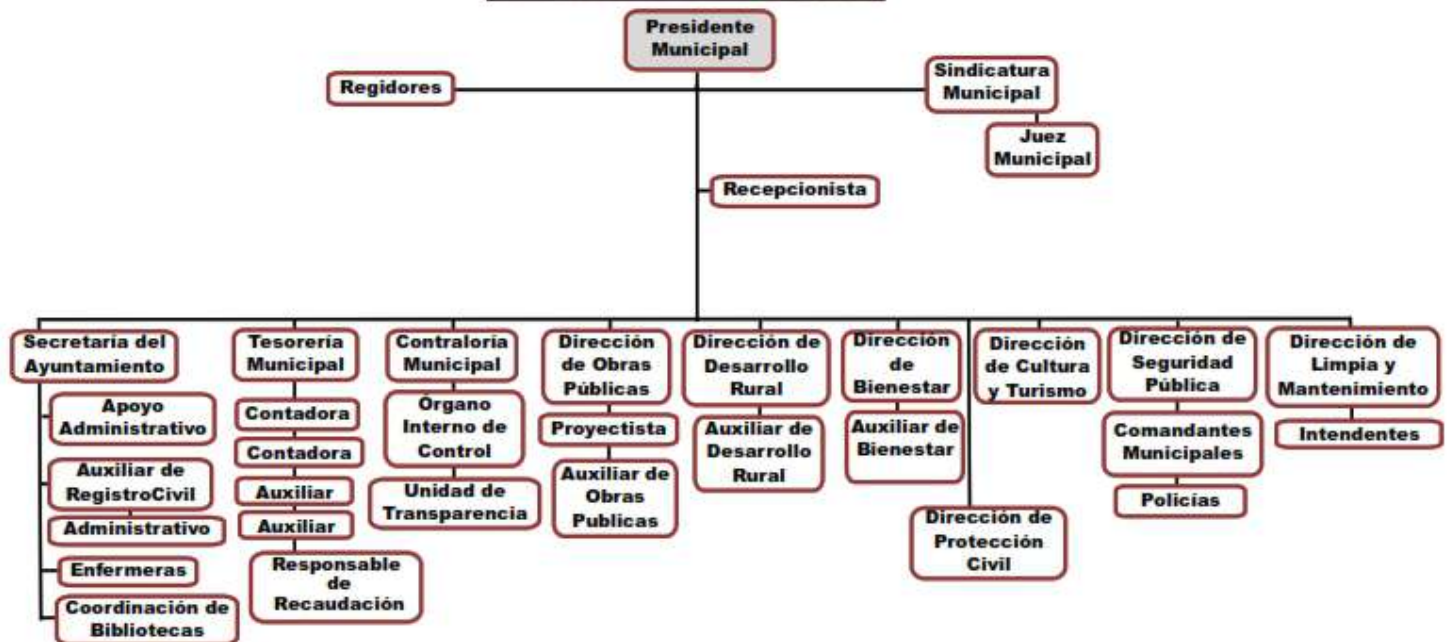 Presidente
Municipal
Regidores
Sindicatura
Municipal
Juez
Municipal
Recepcionista
Secretaría del
Ayuntamiento
Apoyo
Administrativo
Auxiliar de
RegistroCivil
Administrativo
Enfermeras
Coordinación de
Bibliotecas
Tesorería
Municipal
Contadora
Contadora
Auxiliar
Auxiliar
Responsable
de
Recaudación
Contraloría
Municipal
Órgano
Interno de
Control
Unidad de
Transparencia
Dirección
de Obras
Públicas
Proyectista
Auxiliar de
Obras
Publicas
Dirección de
Desarrollo
Rural
Auxiliar de
Desarrollo
Rural
Dirección
de
Bienestar
Auxiliar de
Bienestar
Dirección de
Protección
Civil
Dirección
de Cultura
y Turismo
Dirección de
Seguridad
Pública
Comandantes
Municipales
Policías
Dirección de
Limpia y
Mantenimiento
Intendentes